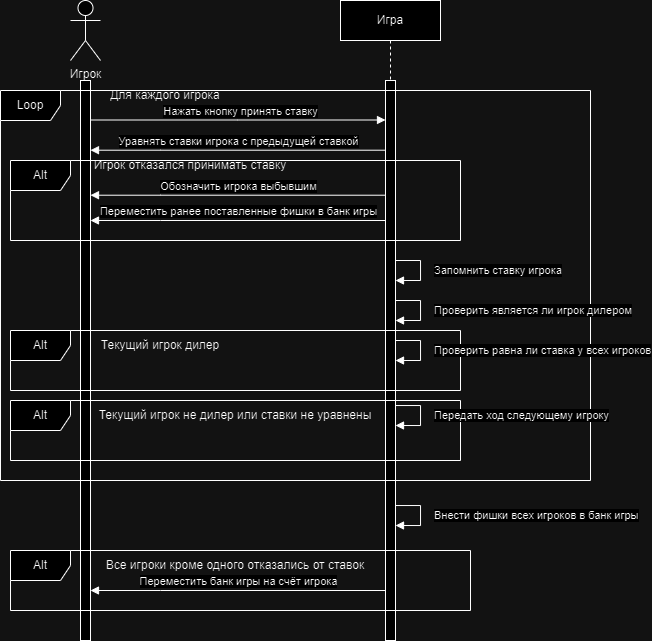 Игра
Игрок
Loop
Для каждого игрока
Нажать кнопку принять ставку
Уравнять ставки игрока с предыдущей ставкой
Alt
Игрок отказался принимать ставку
Обозначить игрока выбывшим
Переместить ранее поставленные фишки в банк игры
Запомнить ставку игрока
Проверить является ли игрок дилером
Alt
Текущий игрок дилер
Проверить равна ли ставка у всех игроков
Alt
Текущий игрок не дилер или ставки не уравнены
Передать ход следующему игроку
Внести фишки всех игроков в банк игры
Alt
Все игроки кроме одного отказались от ставок
Переместить банк игры на счёт игрока